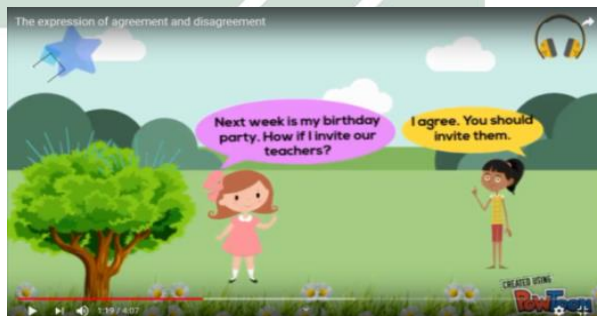 The expression of agreement and disagreement
Next week is my birthday
party. How if I invite our
teachers?
I agree. You should
invite them.
1:19 / 4:07
CREATED USING
PowToon